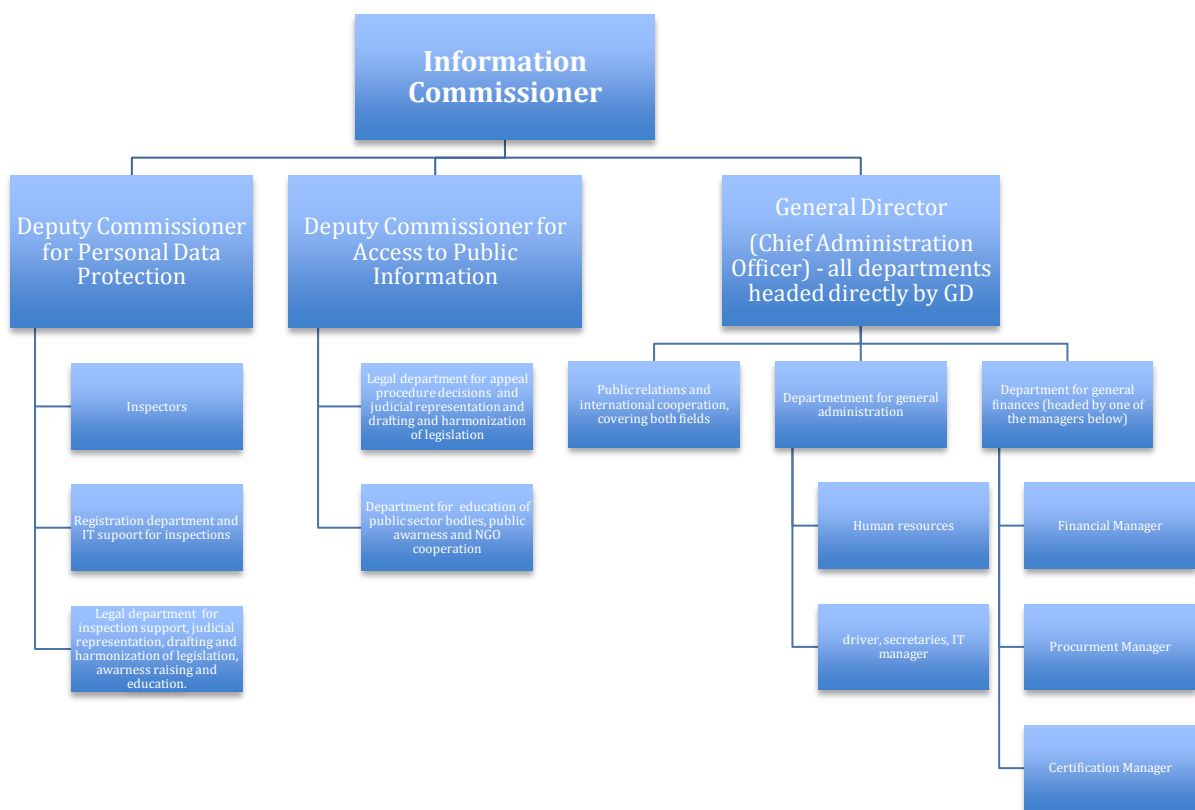 Information
Commissioner
Deputy Commissioner
for Personal Data
Protection
Deputy Commissioner for
Access to Public
Information
General Director
(Chief Administration
Officer) - all departments
headed directly by GD
Inspectors
Registration department and
IT supoort for inspections
Legal department  for
inspection support, judicial
representation, drafting and
harmonization of legislation,
awarness raising and
education.
Legal department for appeal
procedure decisions  and
judicial representation and
drafting and harmonization
of legislation
Department for  education of
public sector bodies, public
awarness and NGO
cooperation
Public relations and
international cooperation,
covering both fields
Departmetment for general
administration
Human resources
driver, secretaries, IT
manager
Department for general
finances (headed by one of
the managers below)
Financial Manager
Procurment Manager
Certification Manager